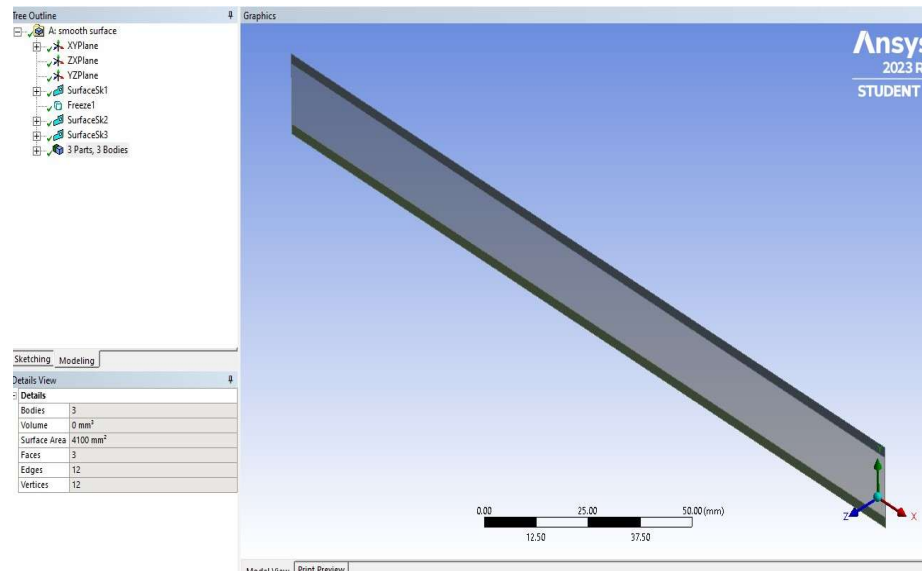 Tree Outline
A: smooth surface
XYPlane
ZXPlane
YZPlane
SurfaceSk1
Freeze1
SurfaceSk2
SurfaceSk3
3 Parts, 3 Bodies
Sketching Modeling
Details View
Details
Bodies 3
Volume 0 mm³
Surface Area 4100 mm²
Faces 3
Edges 12
Vertices 12
Graphics
Ansys
2023 R
STUDENT
0.00 25.00 50.00 (mm)
12.50 37.50
Z X
Model View Print Preview